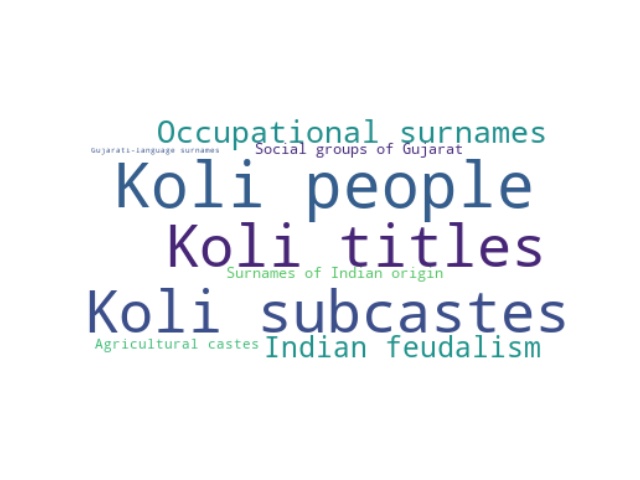 Occupational surnames
Gujarati-language surnames
Social groups of Gujarat
Koli people
Koli titles
Surnames of Indian origin
Koli subcastes
Agricultural castes
Indian feudalism